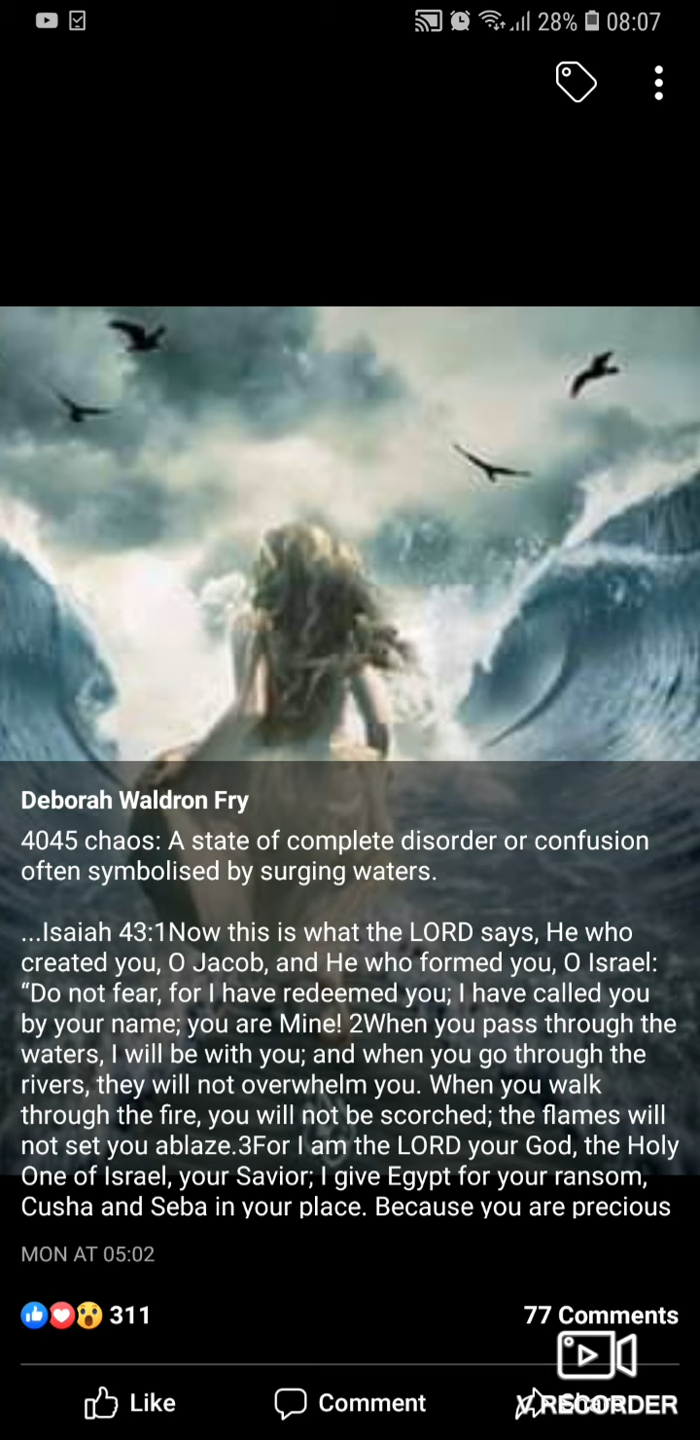 28% 08:07
Deborah Waldron Fry
4045 chaos: A state of complete disorder or confusion
often symbolised by surging waters.
...Isaiah 43:1Now this is what the LORD says, He who
created you, O Jacob, and He who formed you, O Israel:
“Do not fear, for I have redeemed you; I have called you
by your name; you are Mine! 2When you pass through the
waters, I will be with you; and when you go through the
rivers, they will not overwhelm you. When you walk
through the fire, you will not be scorched; the flames will
not set you ablaze.3For I am the LORD your God, the Holy
One of Israel, your Savior; I give Egypt for your ransom,
Cusha and Seba in your place. Because you are precious
MON AT 05:02
311 77 Comments
Like Comment Share
V RECORDER